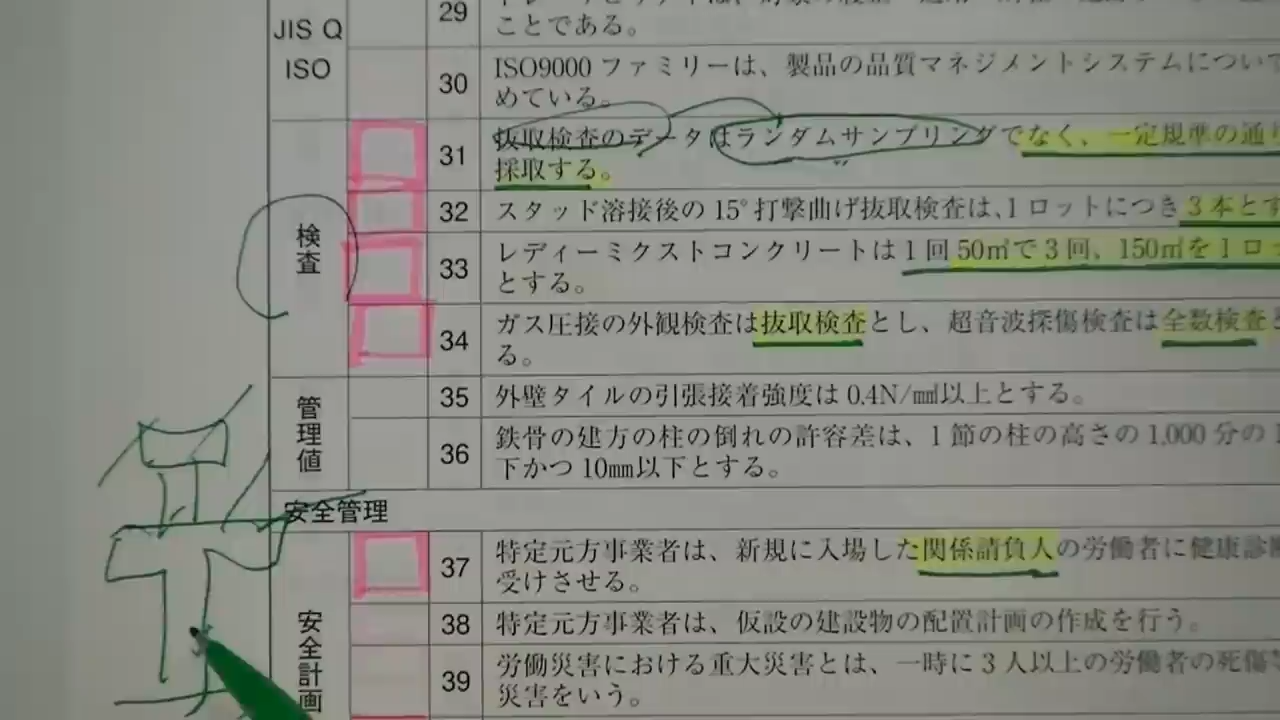 JIS Q
ISO
29
ことである。
30
ISO9000 ファミリーは、製品の品質マネジメントシステムについて
めている。
検査
31
抜取検査のデータはランダムサンプリングでなく、一定規準の通り
採取する。
32
スタッド溶接後の 15°打撃曲げ抜取検査は、1 ロットにつき 3 本とす
33
レディーミクストコンクリートは 1 回 50㎥で 3 回、150㎥を 1 ロッ
とする。
34
ガス圧接の外観検査は抜取検査とし、超音波探傷検査は全数検査と
る。
管理値
35
外壁タイルの引張接着強度は 0.4N/㎟以上とする。
36
鉄骨の建方の柱の倒れの許容差は、1 節の柱の高さの 1,000 分の 1
下かつ 10㎜以下とする。
安全管理
安全計画
37
特定元方事業者は、新規に入場した関係請負人の労働者に健康診断
受けさせる。
38
特定元方事業者は、仮設の建設物の配置計画の作成を行う。
39
労働災害における重大災害とは、一時に 3 人以上の労働者の死傷
災害をいう。